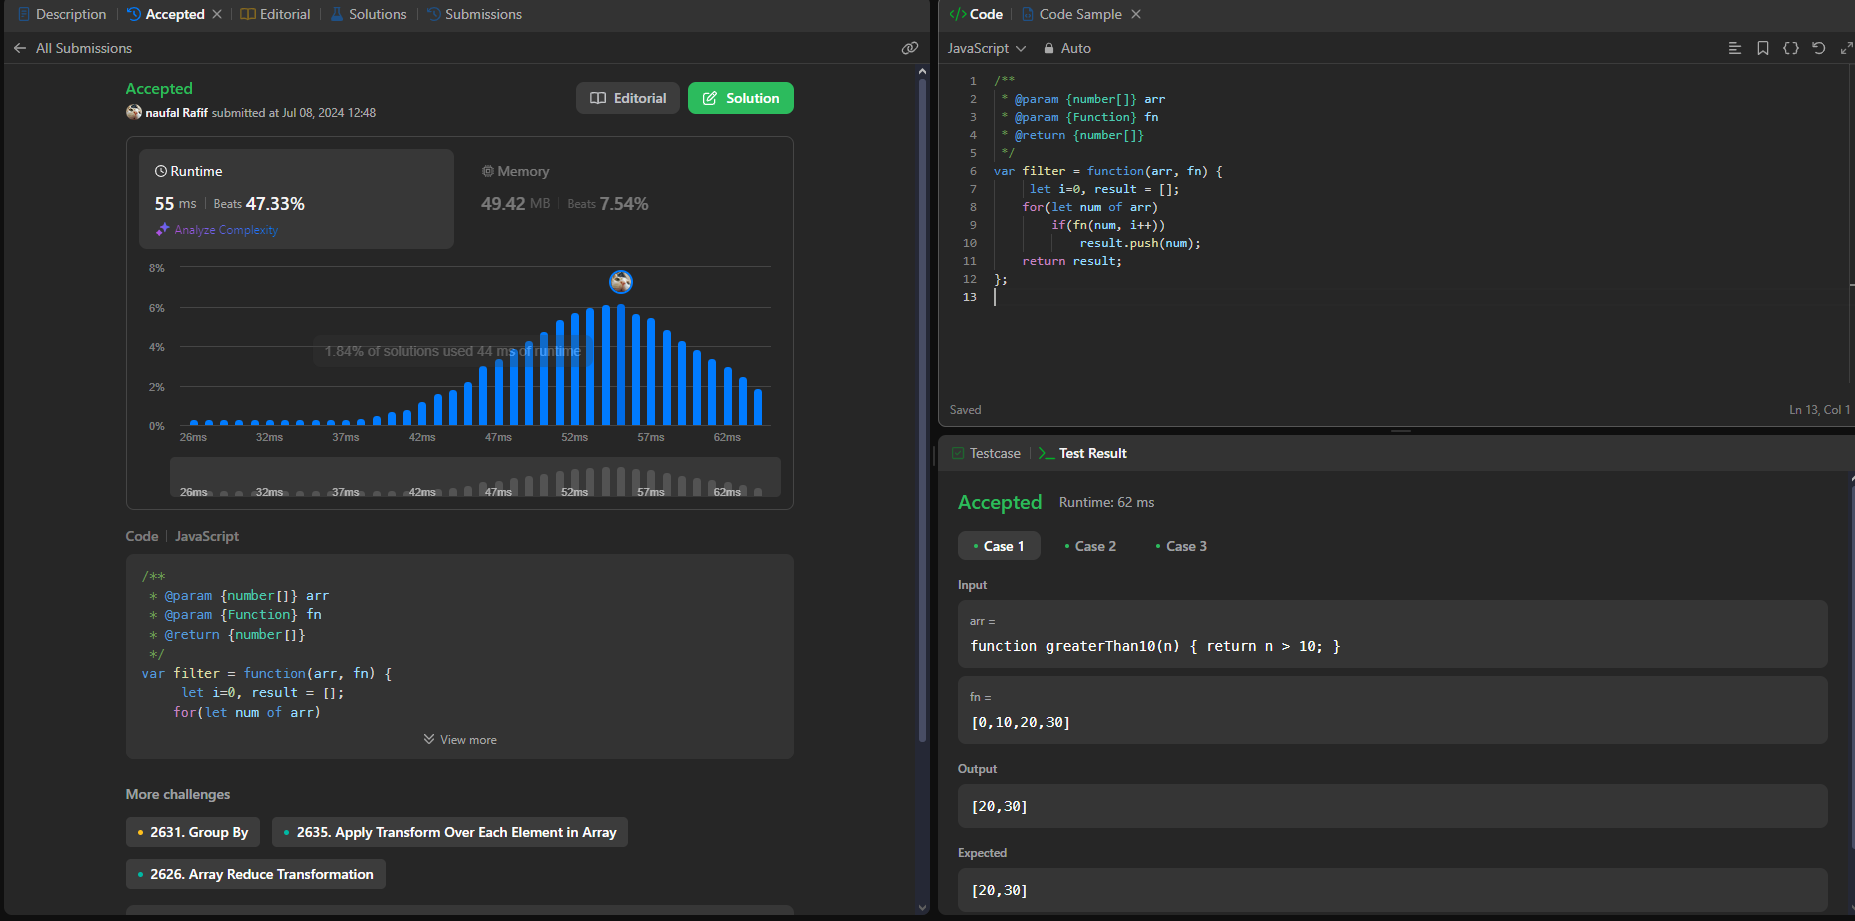 Description Accepted Editorial Solutions Submissions
All Submissions
Accepted
naufal Rafif submitted at Jul 08, 2024 12:48
Editorial Solution
Runtime
55 ms Beats 47.33%
Analyze Complexity
Memory
49.42 MB Beats 7.54%
8%
6%
4%
2%
0%
1.84% of solutions used 44 ms of runtime
26ms 32ms 37ms 42ms 47ms 52ms 57ms 62ms
26ms 32ms 37ms 42ms 47ms 52ms 57ms 62ms
Code JavaScript
/**
 * @param {number[]} arr
 * @param {Function} fn
 * @return {number[]}
 */
var filter = function(arr, fn) {
     let i=0, result = [];
    for(let num of arr)
View more
More challenges
2631. Group By 2635. Apply Transform Over Each Element in Array
2626. Array Reduce Transformation
Code Code Sample
JavaScript Auto
1 /**
2  * @param {number[]} arr
3  * @param {Function} fn
4  * @return {number[]}
5  */
6 var filter = function(arr, fn) {
7      let i=0, result = [];
8     for(let num of arr)
9         if(fn(num, i++))
10             result.push(num);
11     return result;
12 };
13
Saved Ln 13, Col 1
Testcase Test Result
Accepted Runtime: 62 ms
Case 1 Case 2 Case 3
Input
arr =
function greaterThan10(n) { return n > 10; }
fn =
[0,10,20,30]
Output
[20,30]
Expected
[20,30]